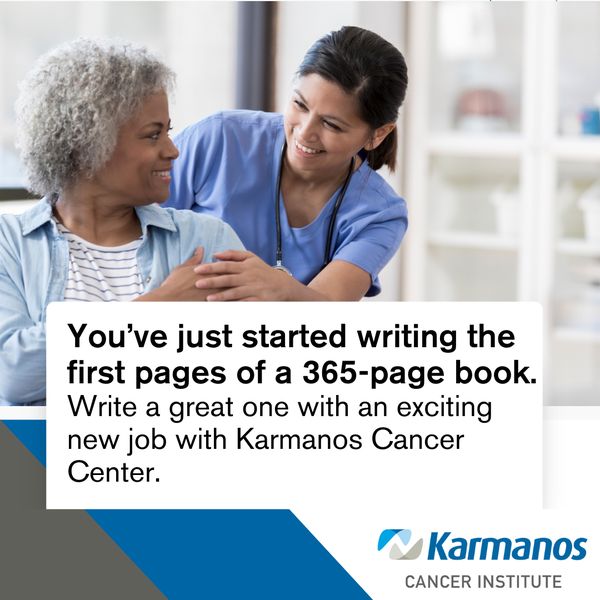 You’ve just started writing the
first pages of a 365-page book.
Write a great one with an exciting
new job with Karmanos Cancer
Center.
Karmanos
CANCER INSTITUTE